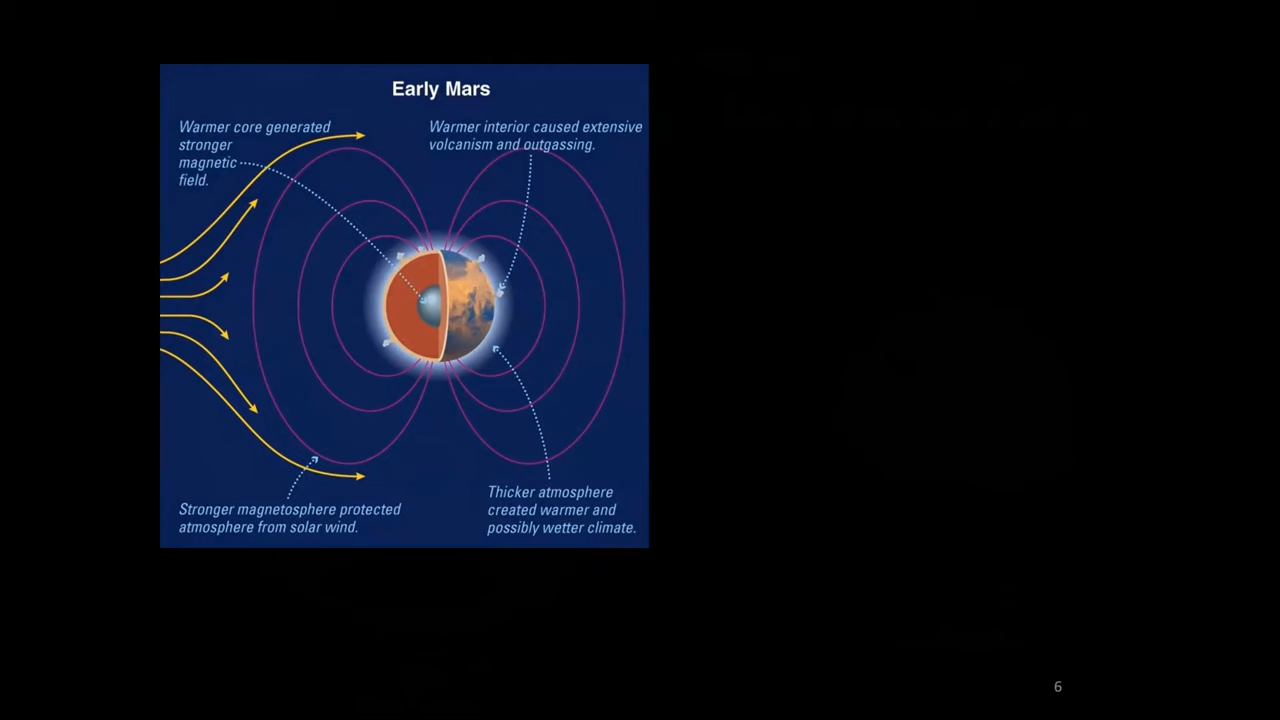 Early Mars
Warmer core generated
stronger
magnetic
field.
Warmer interior caused extensive
volcanism and outgassing.
Stronger magnetosphere protected
atmosphere from solar wind.
Thicker atmosphere
created warmer and
possibly wetter climate.
6